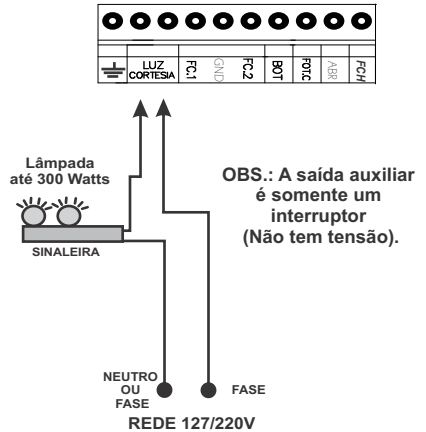 LUZ
CORTESIA
FC.1
GND
FC.2
BOT
FOT.C
ABR
FCH
Lâmpada
até 300 Watts
SINALEIRA
OBS.: A saída auxiliar
é somente um
interruptor
(Não tem tensão).
NEUTRO
OU
FASE
FASE
REDE 127/220V